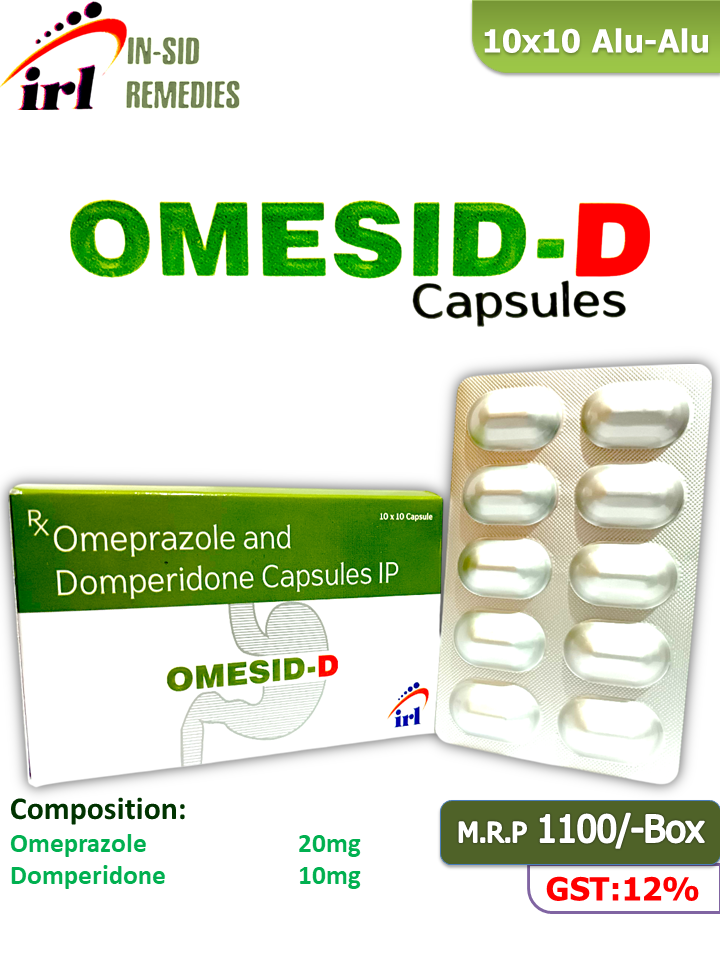 irl
IN-SID
REMEDIES
10x10 Alu-Alu
OMESID-D
Capsules
Rx
10 x 10 Capsule
Omeprazole and
Domperidone Capsules IP
OMESID-D
irl
Composition:
Omeprazole 20mg
Domperidone 10mg
M.R.P 1100/-Box
GST:12%